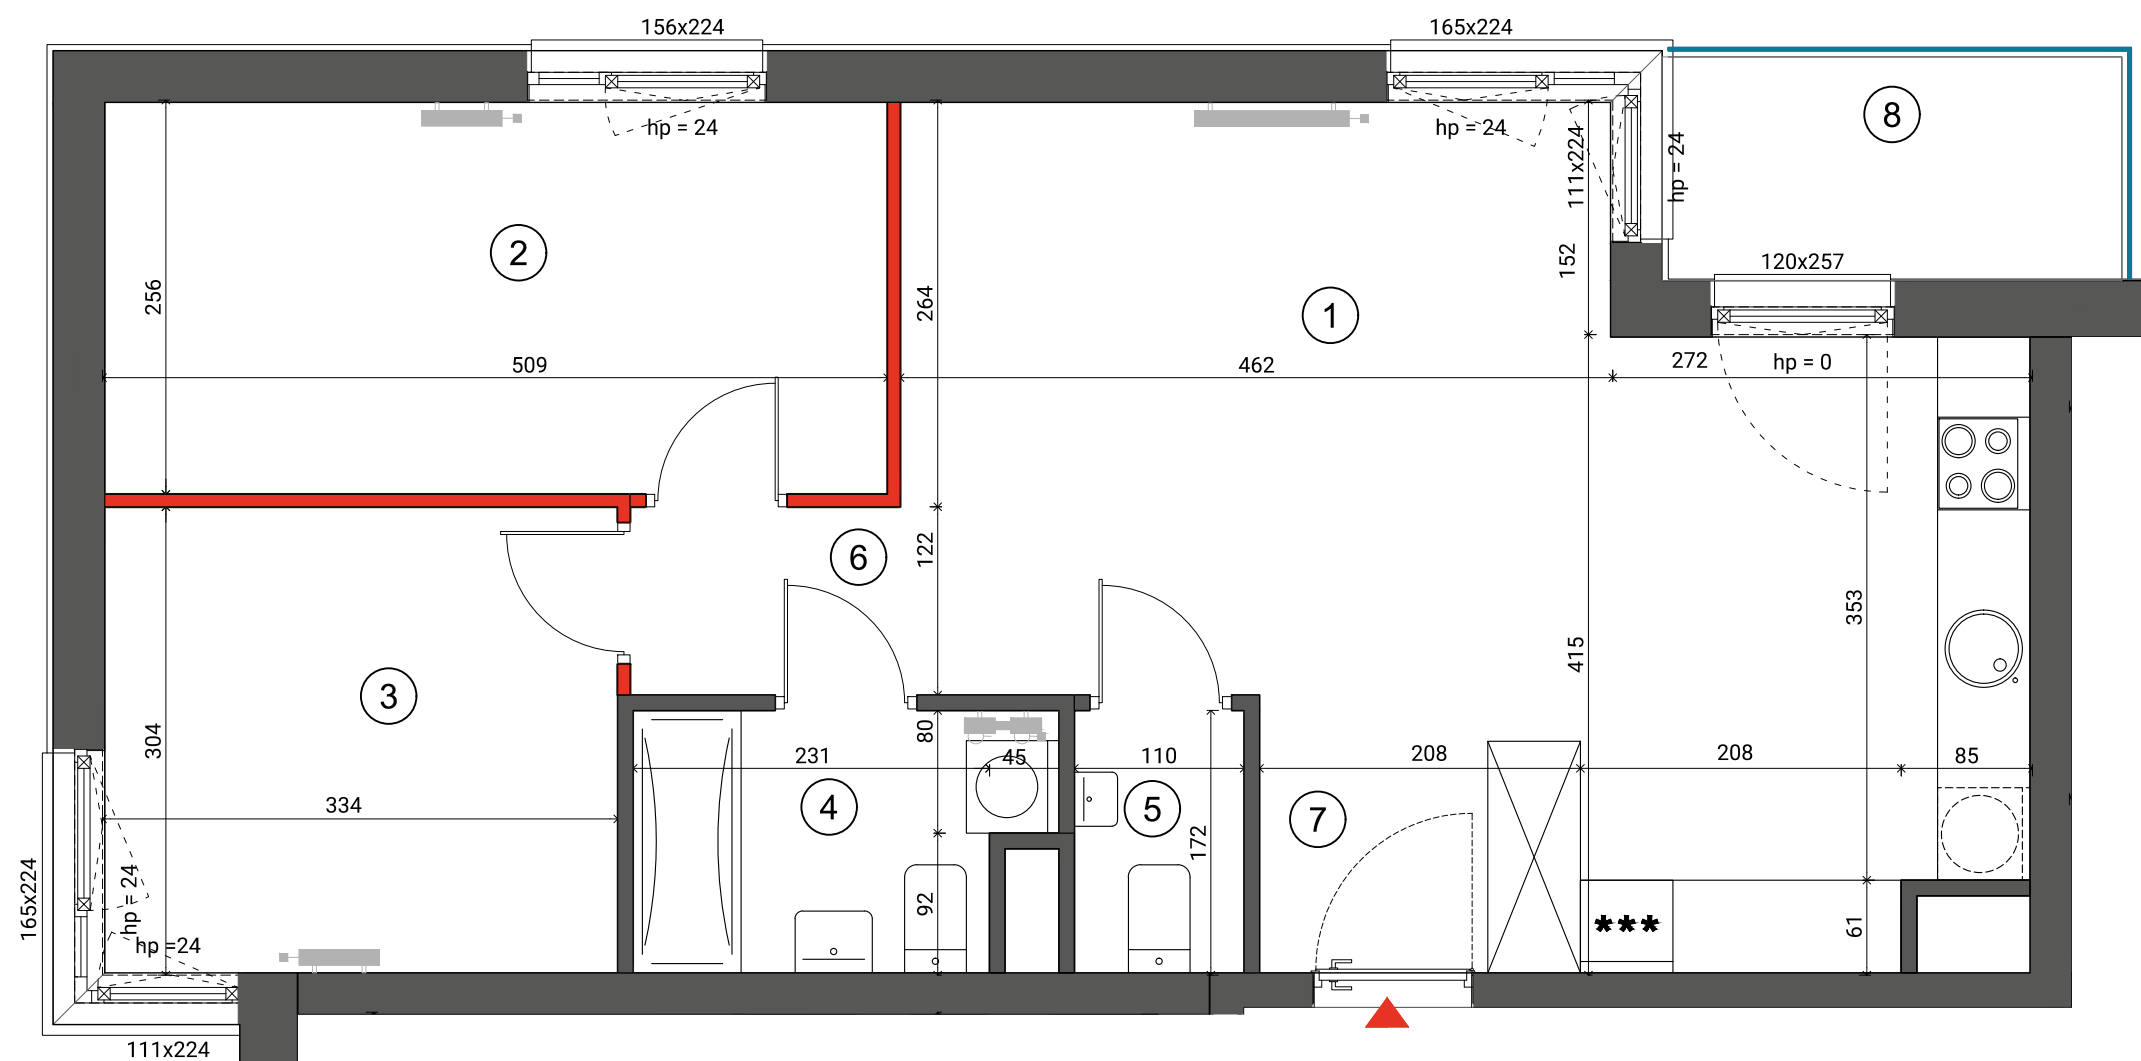 156x224
165x224
hp = 24
hp = 24
8
111x224
hp = 24
2
152
120x257
256
264
1
509
462
272
hp = 0
6
122
353
415
3
304
80
231
45
110
208
208
85
334
4
5
7
172
165x224
hp = 24
92
61
***
hp =24
111x224